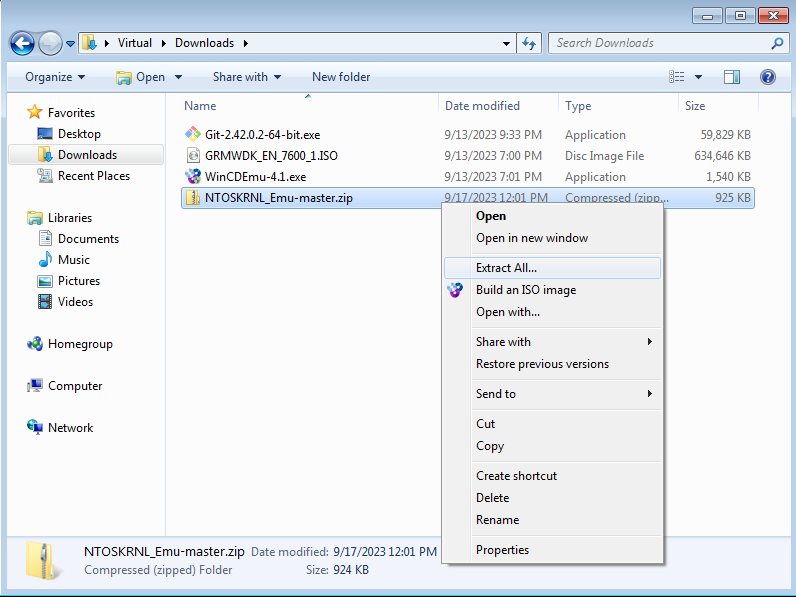 Virtual Downloads Search Downloads
Organize Open Share with New folder
Name Date modified Type Size
Git-2.42.0.2-64-bit.exe 9/13/2023 9:33 PM Application 59,829 KB
GRMWDK_EN_7600_1.ISO 9/13/2023 7:00 PM Disc Image File 634,646 KB
WinCDEmu-4.1.exe 9/13/2023 7:01 PM Application 1,540 KB
NTOSKRNL_Emu-master.zip 9/17/2023 12:01 PM Compressed (zipp... 925 KB
Favorites
Desktop
Downloads
Recent Places
Libraries
Documents
Music
Pictures
Videos
Homegroup
Computer
Network
Open
Open in new window
Extract All...
Build an ISO image
Open with...
Share with
Restore previous versions
Send to
Cut
Copy
Create shortcut
Delete
Rename
Properties
NTOSKRNL_Emu-master.zip Date modified: 9/17/2023 12:01 PM
Compressed (zipped) Folder Size: 924 KB